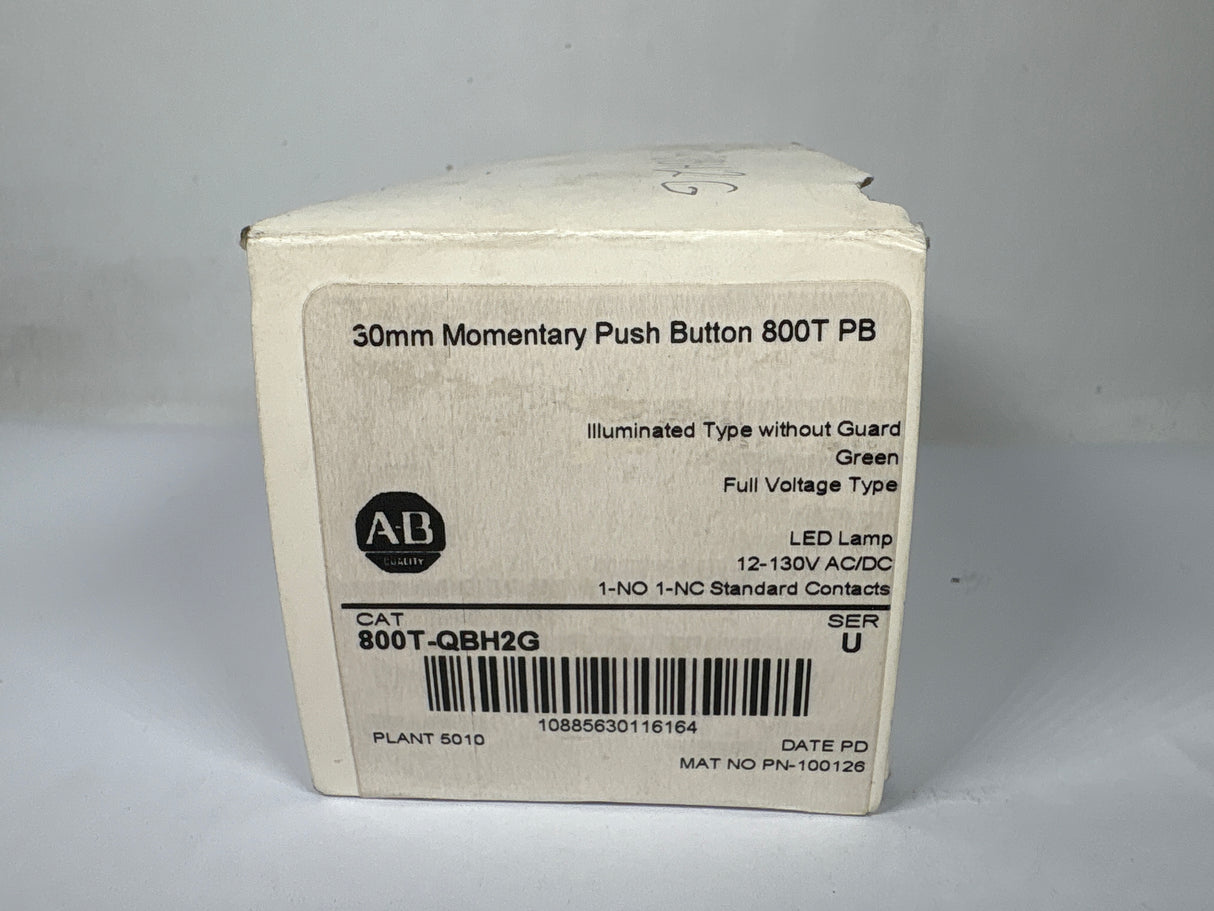 30mm Momentary Push Button 800T PB
Illuminated Type without Guard
Green
Full Voltage Type
LED Lamp
12-130V AC/DC
1-NO 1-NC Standard Contacts
A-B
QUALITY
CAT
800T-QBH2G
SER
U
10885630116164
PLANT 5010
DATE PD
MAT NO PN-100126